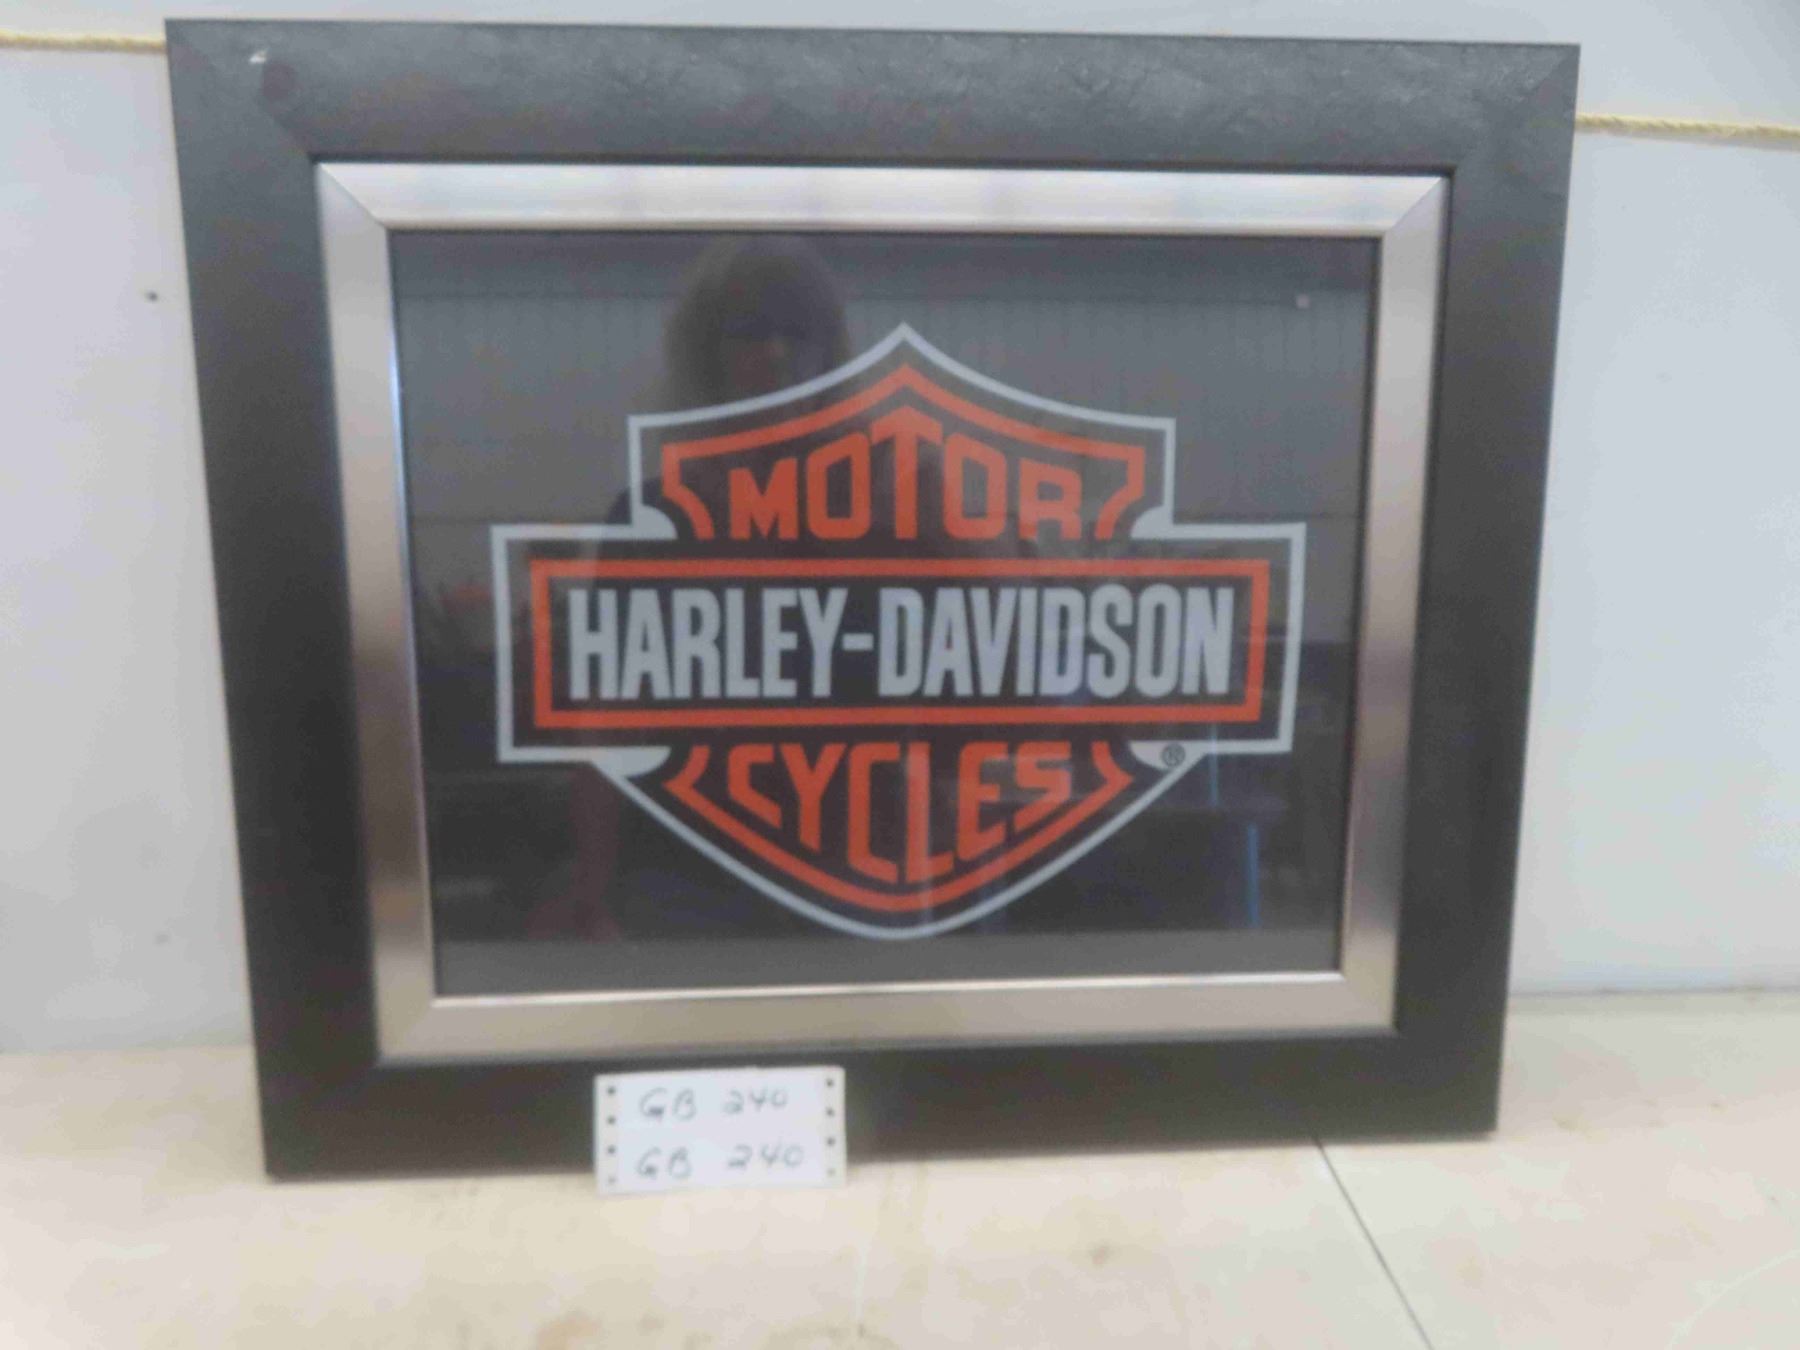 MOTOR
HARLEY-DAVIDSON
CYCLES ®
GB 240
GB 240